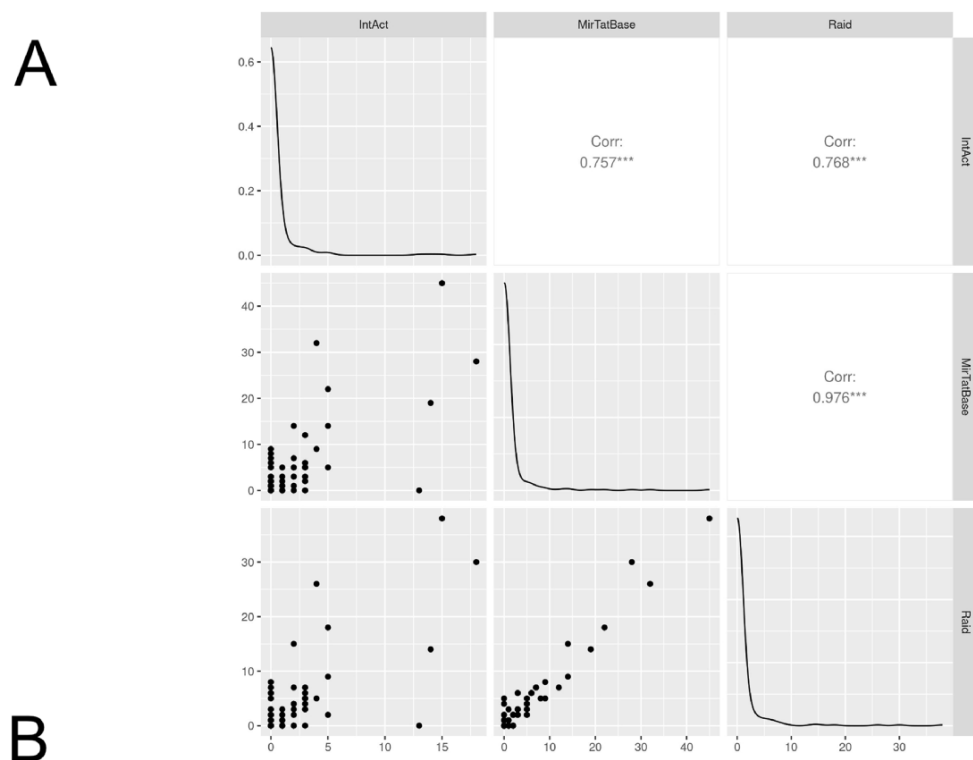 A
IntAct MirTatBase Raid
0.6
0.4
0.2
0.0
Corr:
0.757***
Corr:
0.768***
IntAct
40
30
20
10
0
Corr:
0.976***
MirTatBase
30
20
10
0
Raid
0 5 10 15 0 10 20 30 40 0 10 20 30
B